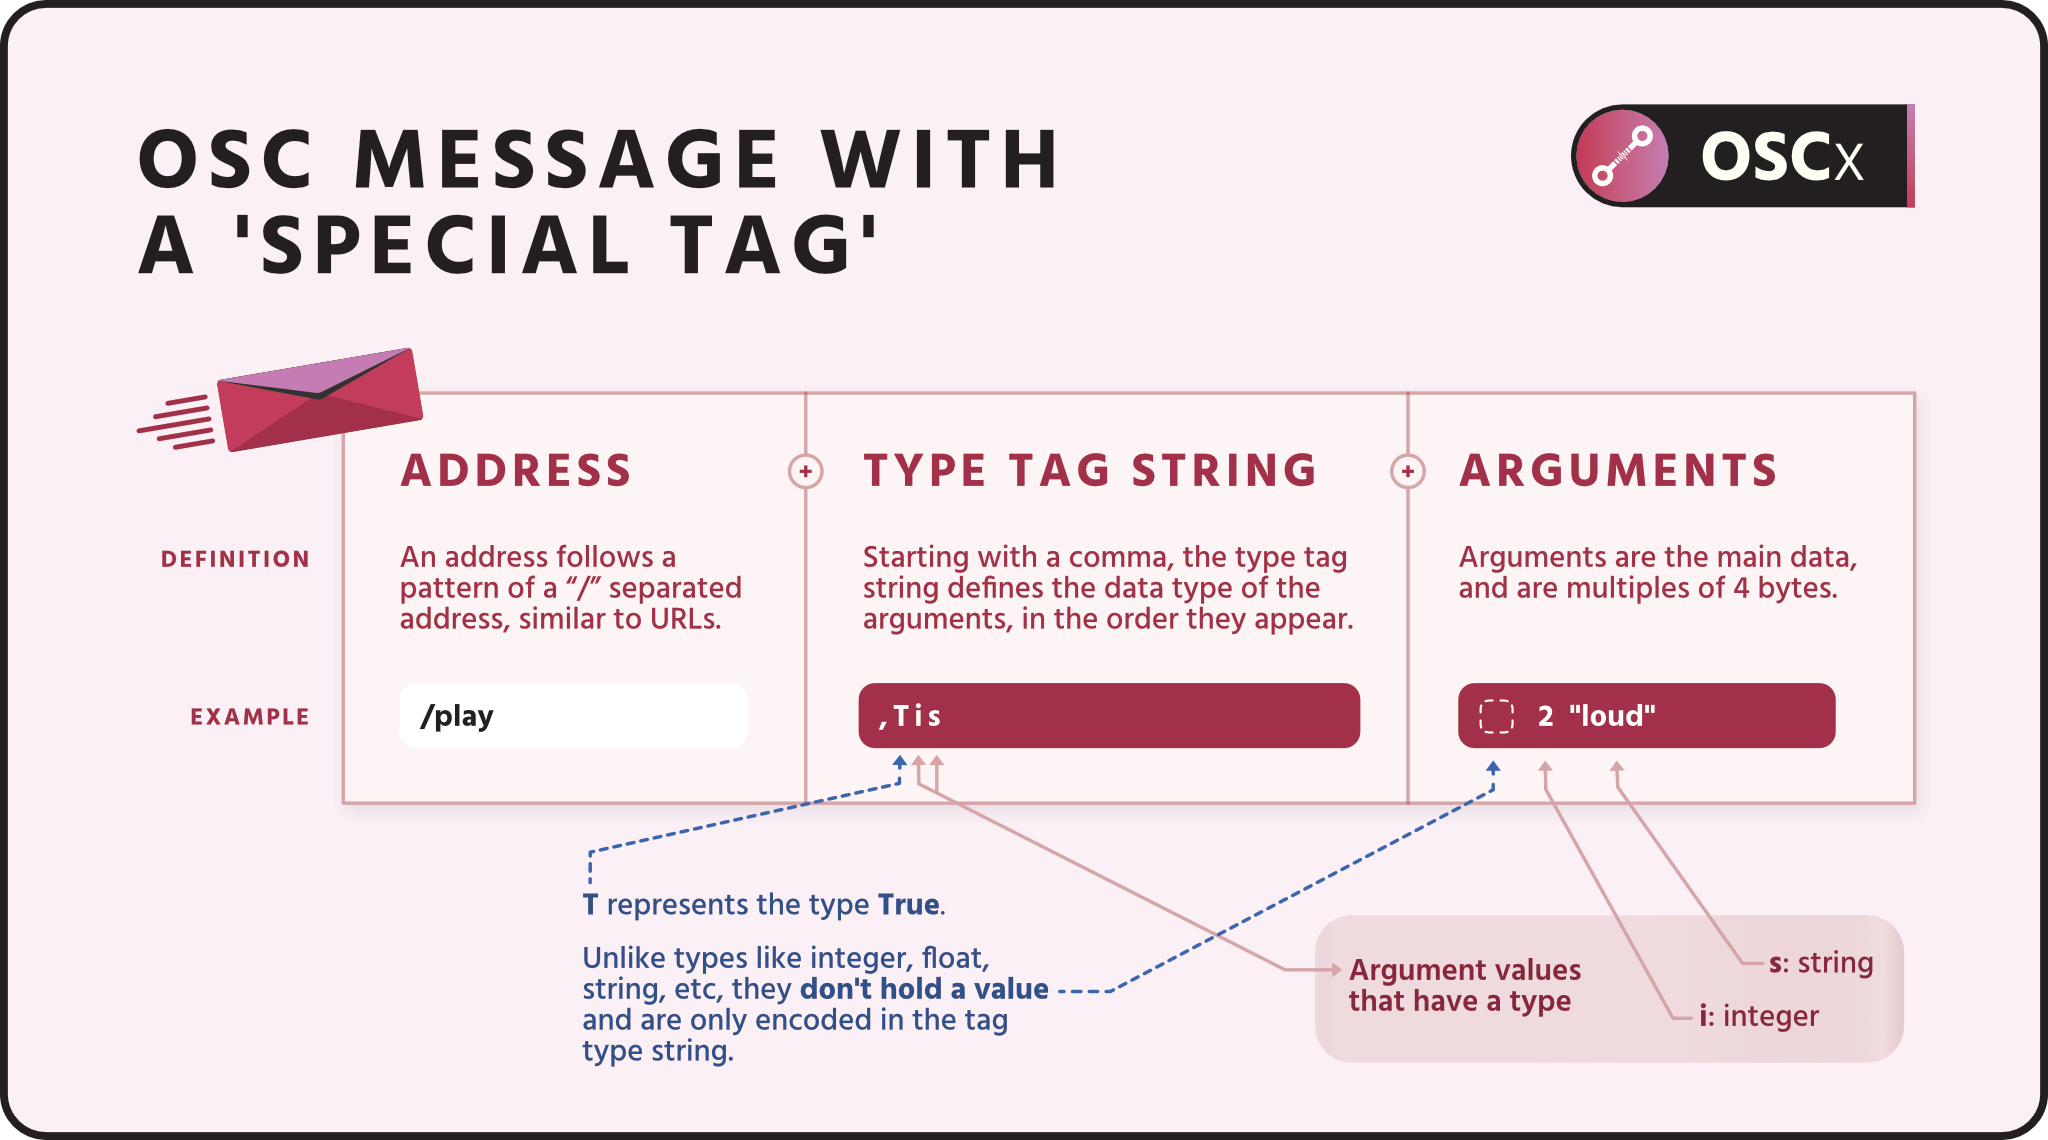 OSC MESSAGE WITH
A 'SPECIAL TAG'
OSCx
ADDRESS
+
TYPE TAG STRING
+
ARGUMENTS
DEFINITION
An address follows a
pattern of a “/” separated
address, similar to URLs.
Starting with a comma, the type tag
string defines the data type of the
arguments, in the order they appear.
Arguments are the main data,
and are multiples of 4 bytes.
EXAMPLE
/play
,Tis
2 "loud"
T represents the type True.
Unlike types like integer, float,
string, etc, they don't hold a value
and are only encoded in the tag
type string.
Argument values
that have a type
s: string
i: integer